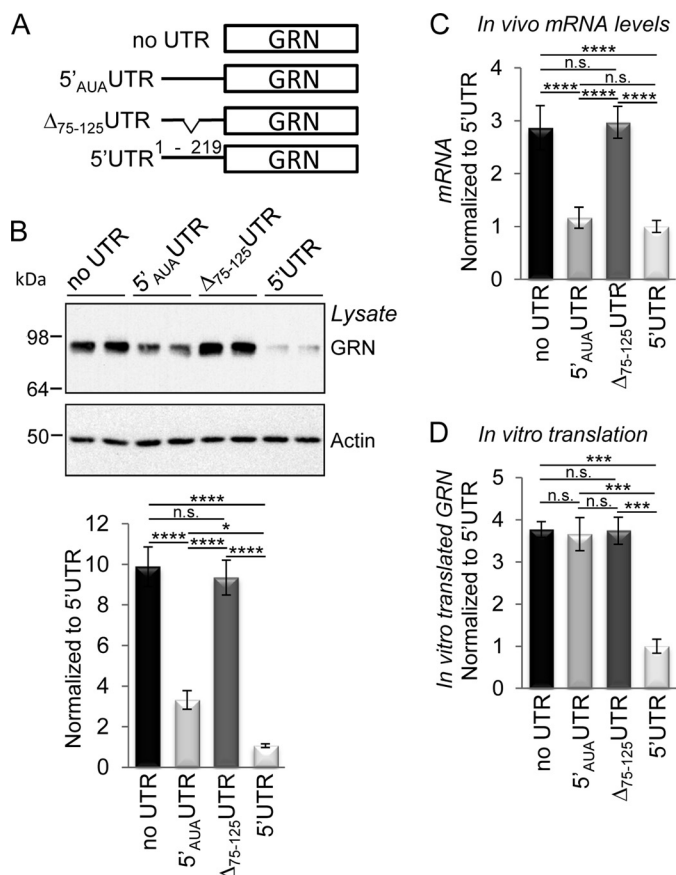 A
no UTR GRN
5'AUAUTR GRN
Δ75-125UTR GRN
5'UTR 1 - 219 GRN
B
no UTR
5'AUAUTR
Δ75-125UTR
5'UTR
kDa
Lysate
98
GRN
64
50
Actin
****
n.s.
*
**** **** ****
Normalized to 5'UTR
12
10
8
6
4
2
0
no UTR
5'AUAUTR
Δ75-125UTR
5'UTR
C In vivo mRNA levels
****
n.s.
n.s.
**** **** ****
mRNA
Normalized to 5'UTR
4
3
2
1
0
no UTR
5'AUAUTR
Δ75-125UTR
5'UTR
D In vitro translation
***
n.s.
***
n.s. n.s. ***
In vitro translated GRN
Normalized to 5'UTR
5
4
3
2
1
0
no UTR
5'AUAUTR
Δ75-125UTR
5'UTR